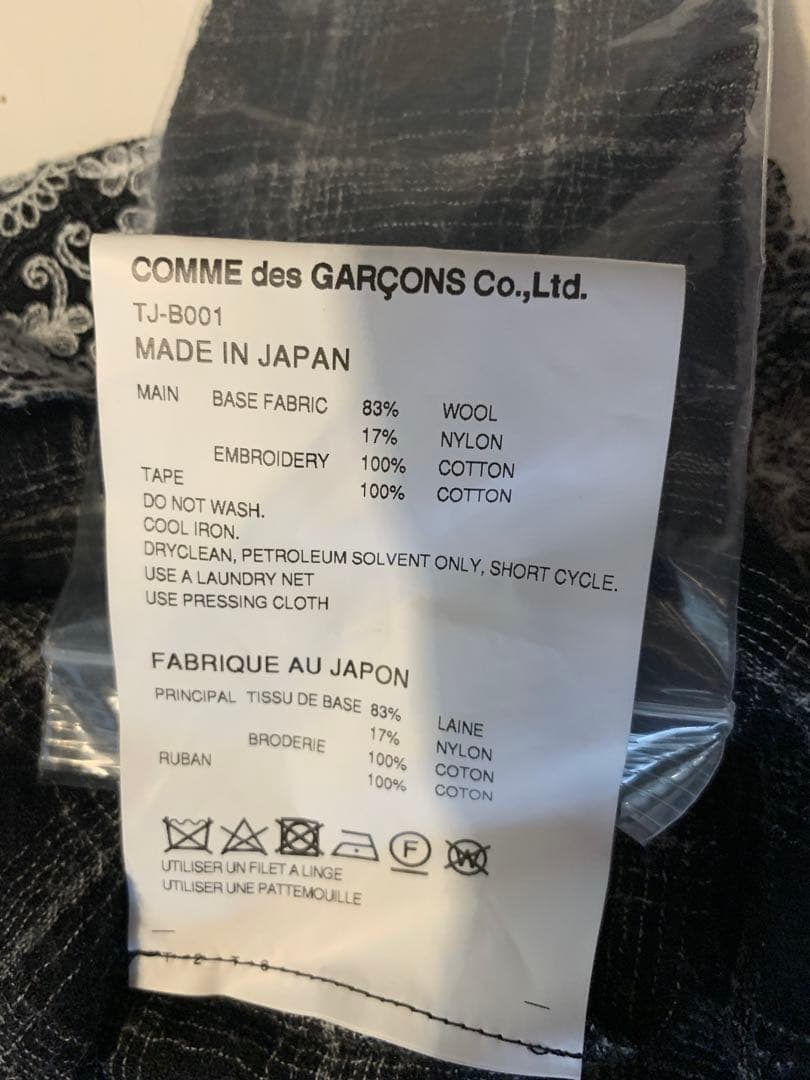 COMME des GARÇONS Co.,Ltd.
TJ-B001
MADE IN JAPAN
MAIN BASE FABRIC 83% WOOL
17% NYLON
EMBROIDERY 100% COTTON
TAPE 100% COTTON
DO NOT WASH.
COOL IRON.
DRYCLEAN, PETROLEUM SOLVENT ONLY, SHORT CYCLE.
USE A LAUNDRY NET
USE PRESSING CLOTH
FABRIQUE AU JAPON
PRINCIPAL TISSU DE BASE 83% LAINE
17% NYLON
BRODERIE 100% COTON
RUBAN 100% COTON
F W
UTILISER UN FILET A LINGE
UTILISER UNE PATTEMOUILLE